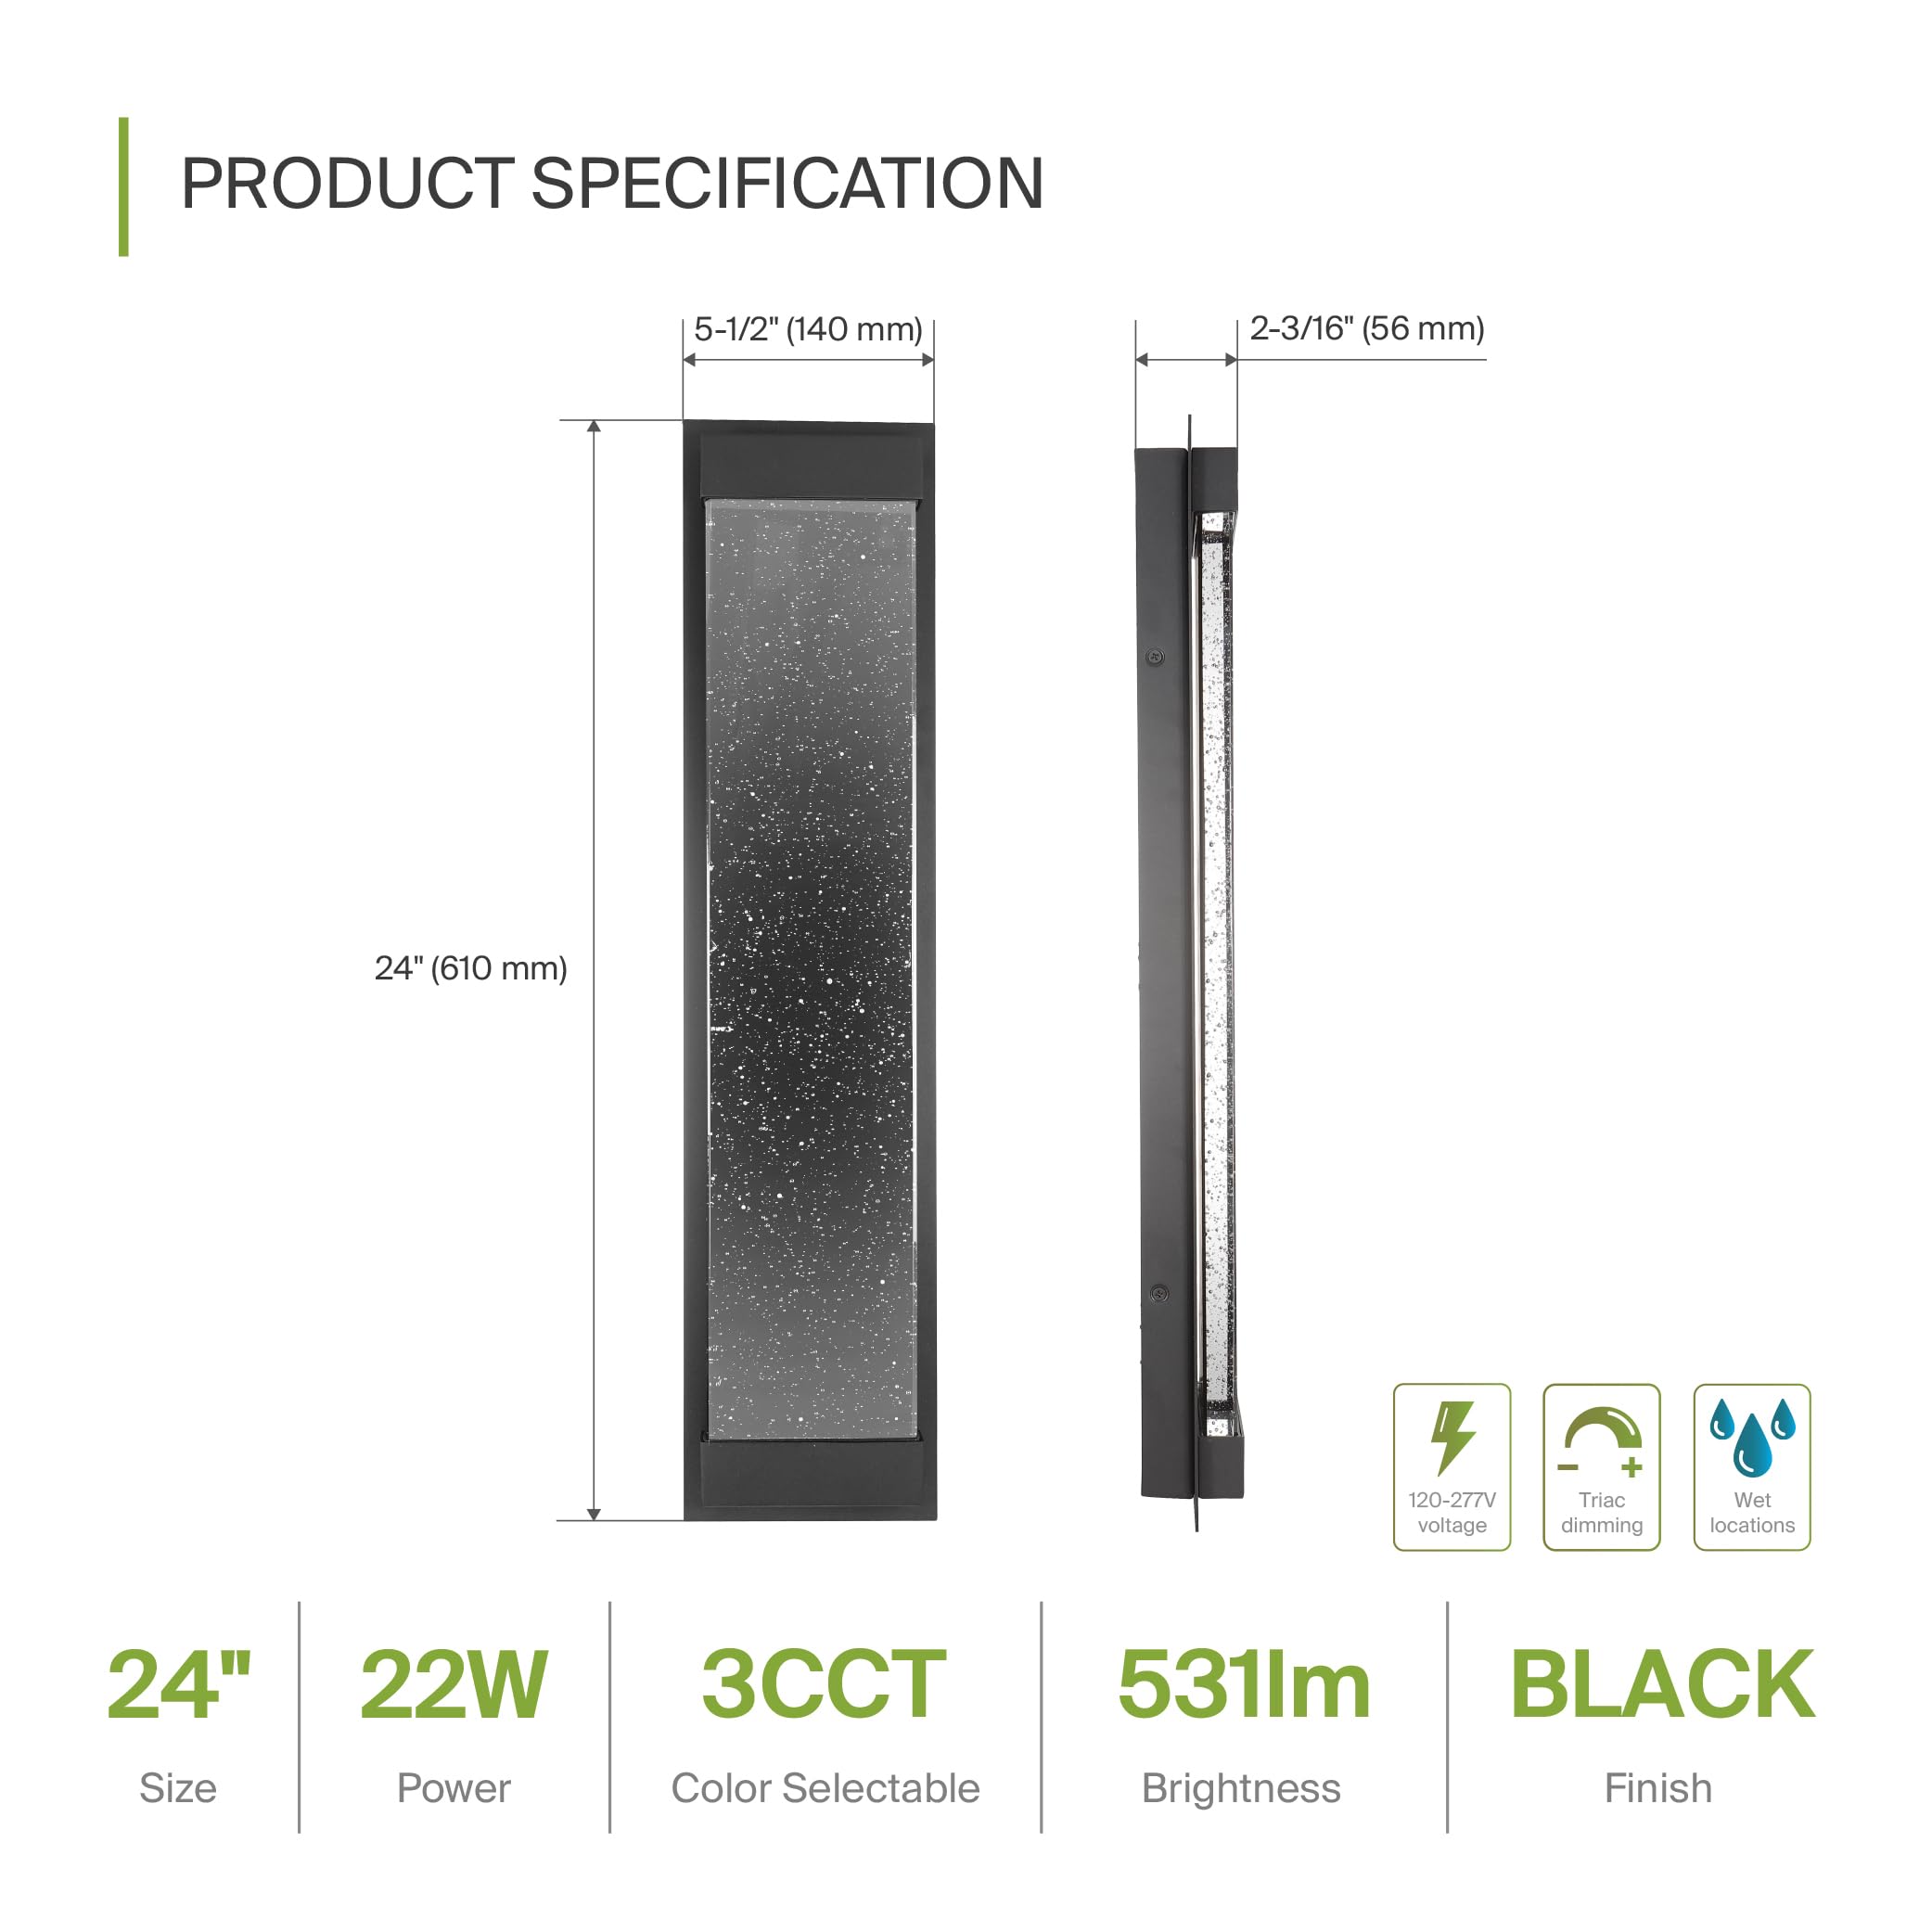 PRODUCT SPECIFICATION
5-1/2" (140 mm)
2-3/16" (56 mm)
24" (610 mm)
120-277V
voltage
Triac
dimming
Wet
locations
24"
Size
22W
Power
3CCT
Color Selectable
531lm
Brightness
BLACK
Finish